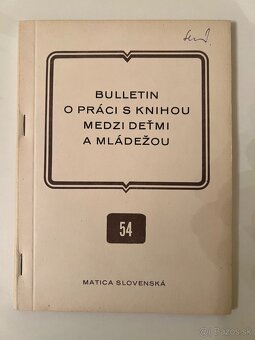 BULLETIN
O PRÁCI S KNIHOU
MEDZI DEŤMI
A MLÁDEŽOU
54
MATICA SLOVENSKÁ